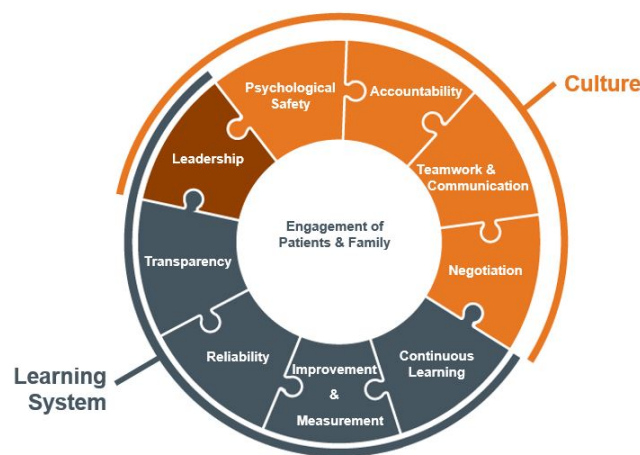 Psychological
Safety
Accountability
Culture
Leadership
Teamwork &
Communication
Engagement of
Patients & Family
Transparency
Negotiation
Reliability
Improvement
&
Measurement
Continuous
Learning
Learning
System